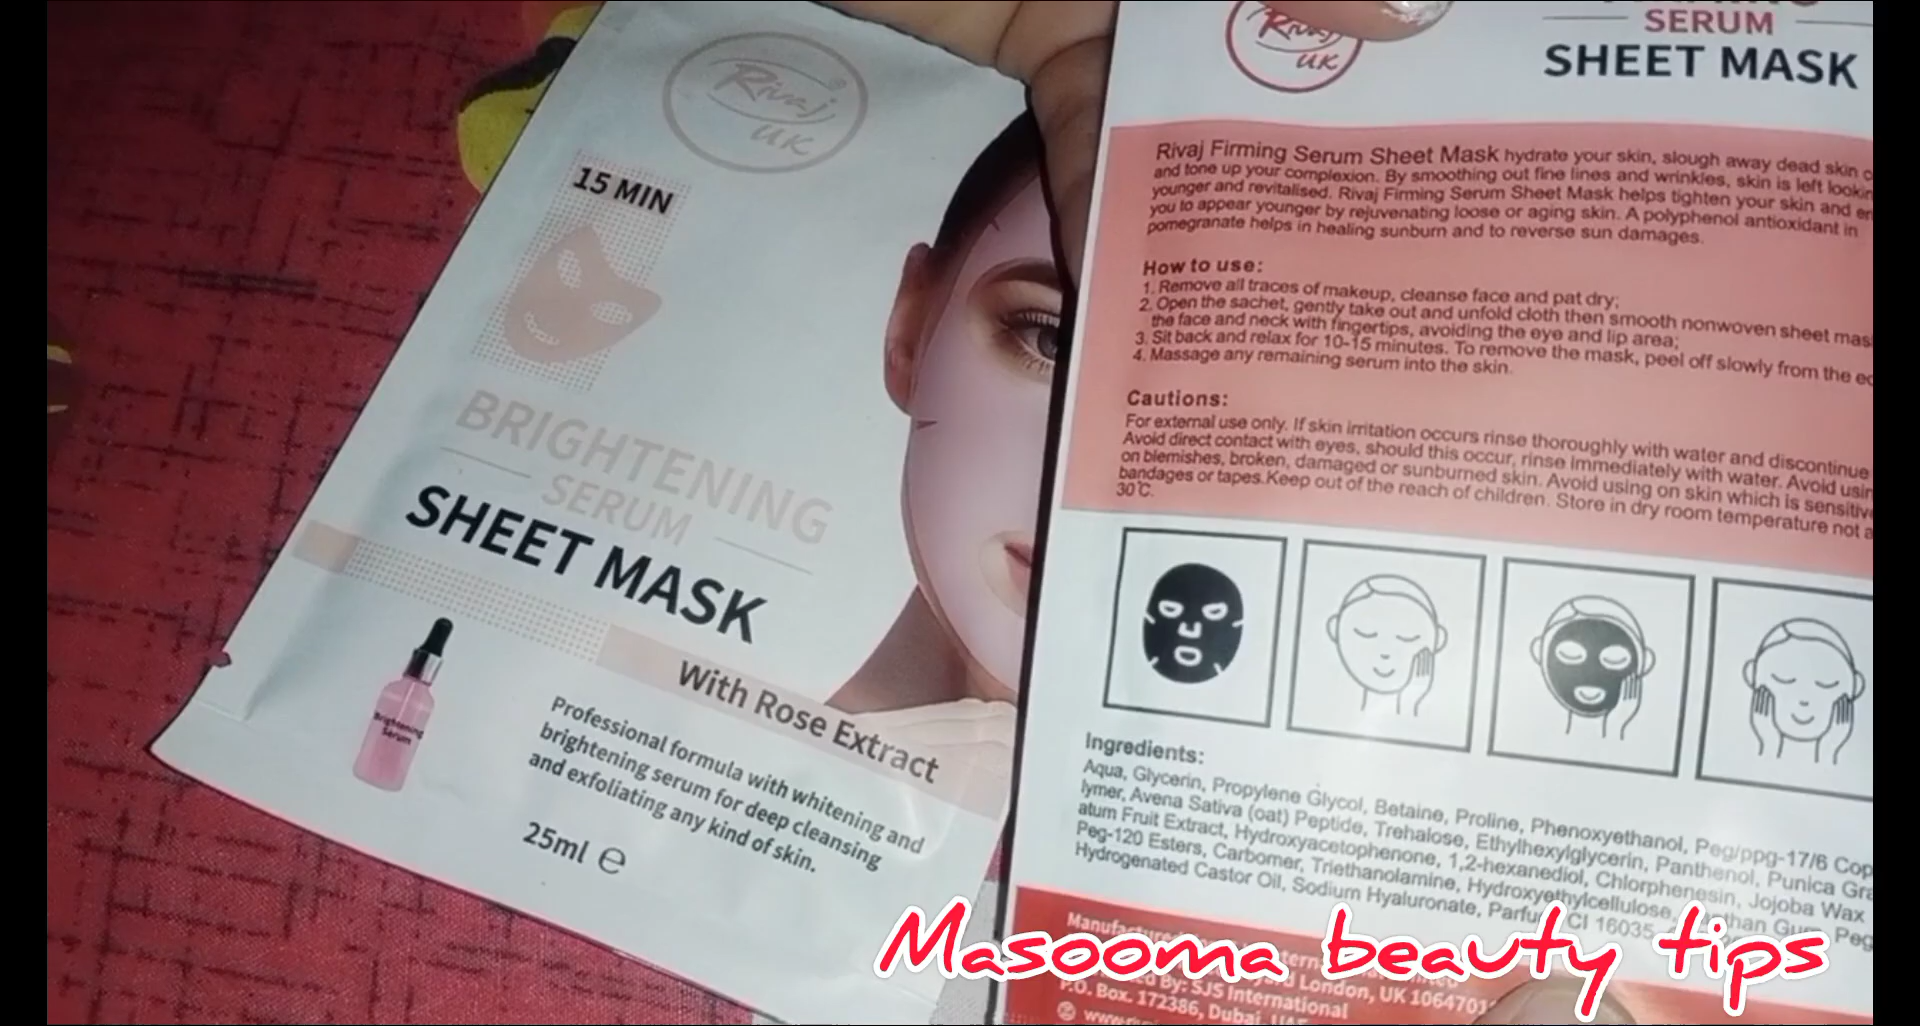 Rivaj
UK
15 MIN
BRIGHTENING
SERUM
SHEET MASK
With Rose Extract
Brightening
Serum
Professional formula with whitening and
brightening serum for deep cleansing
and exfoliating any kind of skin.
25ml ℮
Rivaj
UK
SERUM
SHEET MASK
Rivaj Firming Serum Sheet Mask hydrate your skin, slough away dead skin
and tone up your complexion. By smoothing out fine lines and wrinkles, skin is left
younger and revitalised. Rivaj Firming Serum Sheet Mask helps tighten your skin and
you to appear younger by rejuvenating loose or aging skin. A polyphenol antioxidant in
pomegranate helps in healing sunburn and to reverse sun damages.
How to use:
1. Remove all traces of makeup, cleanse face and pat dry;
2. Open the sachet, gently take out and unfold cloth then smooth nonwoven sheet
the face and neck with fingertips, avoiding the eye and lip area;
3. Sit back and relax for 10-15 minutes. To remove the mask, peel off slowly from the
4. Massage any remaining serum into the skin.
Cautions:
For external use only. If skin irritation occurs rinse thoroughly with water and discontinue
Avoid direct contact with eyes, should this occur, rinse immediately with water. Avoid
on blemishes, broken, damaged or sunburned skin. Avoid using on skin which is
bandages or tapes. Keep out of the reach of children. Store in dry room temperature not
30°C.
Ingredients:
Aqua, Glycerin, Propylene Glycol, Betaine, Proline, Phenoxyethanol, Peg/ppg-17/6 Cop
lymer, Avena Sativa (oat) Peptide, Trehalose, Ethylhexylglycerin, Panthenol, Punica Gra
atum Fruit Extract, Hydroxyacetophenone, 1,2-hexanediol, Chlorphenesin, Jojoba Wax
Peg-120 Esters, Carbomer, Triethanolamine, Hydroxyethylcellulose, Peg
Hydrogenated Castor Oil, Sodium Hyaluronate, CI 16035
London, UK
By: SJS International
P.O. Box. 172386, Dubai,
Masooma beauty tips